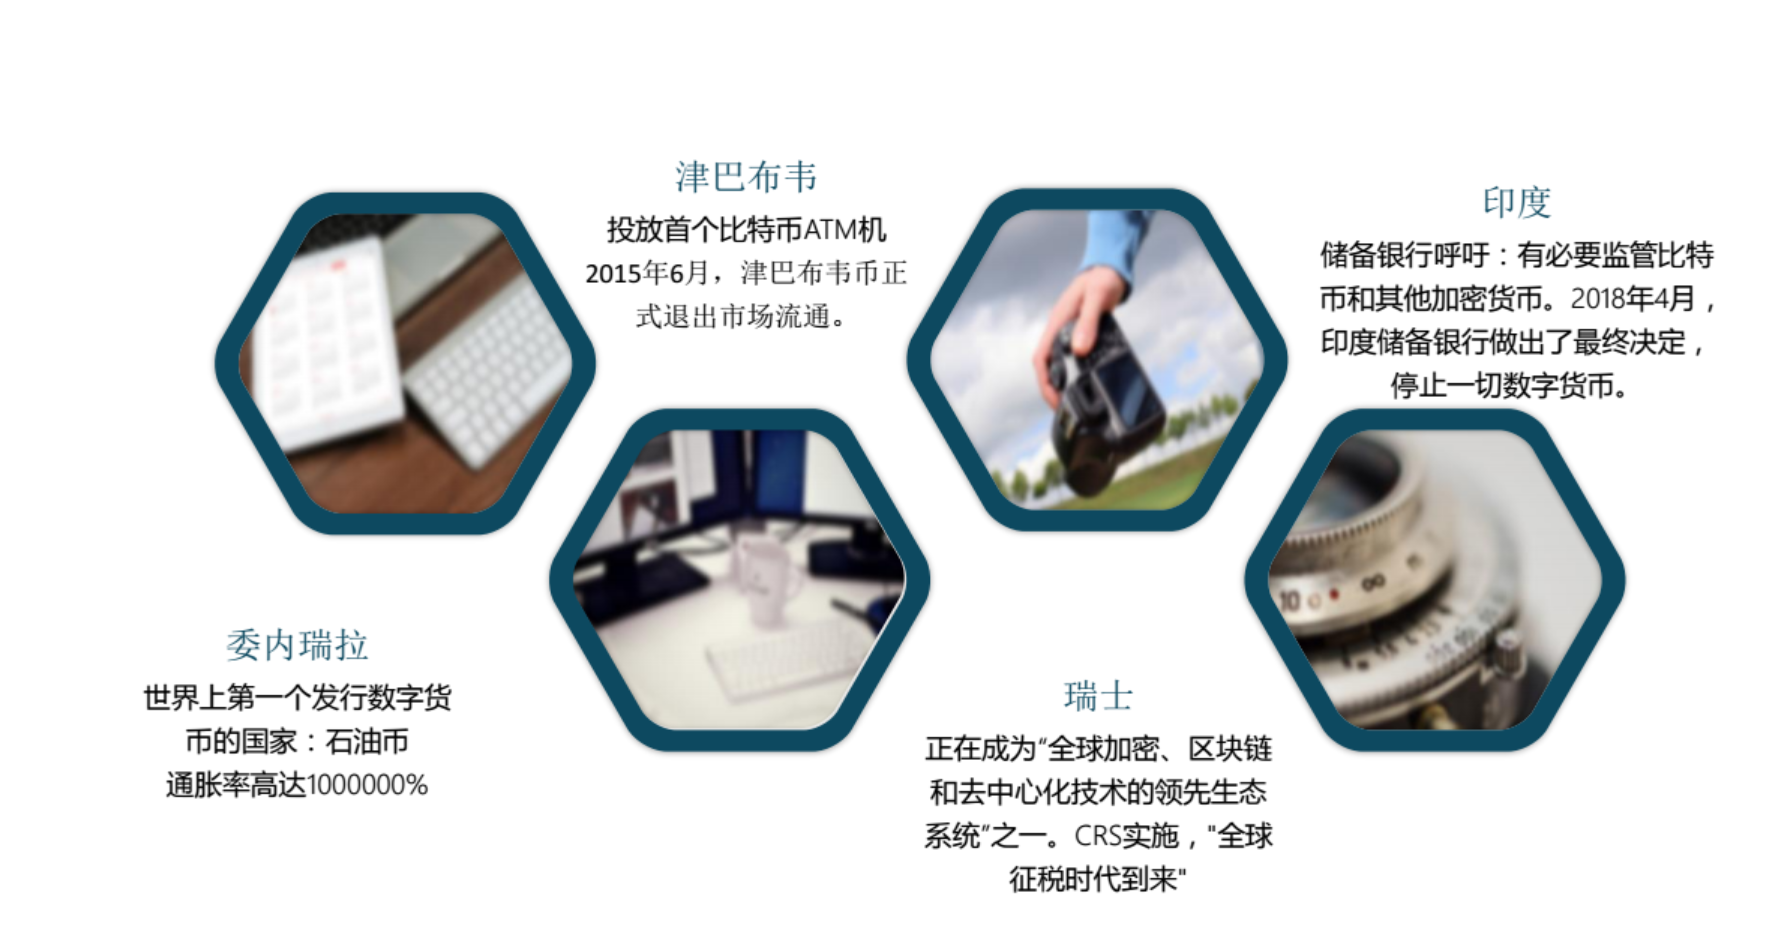 津巴布韦
投放首个比特币ATM机
2015年6月，津巴布韦币正
式退出市场流通。
印度
储备银行呼吁：有必要监管比特
币和其他加密货币。2018年4月，
印度储备银行做出了最终决定，
停止一切数字货币。
委内瑞拉
世界上第一个发行数字货
币的国家：石油币
通胀率高达1000000%
瑞士
正在成为“全球加密、区块链
和去中心化技术的领先生态
系统”之一。CRS实施，"全球
征税时代到来"
10
∞